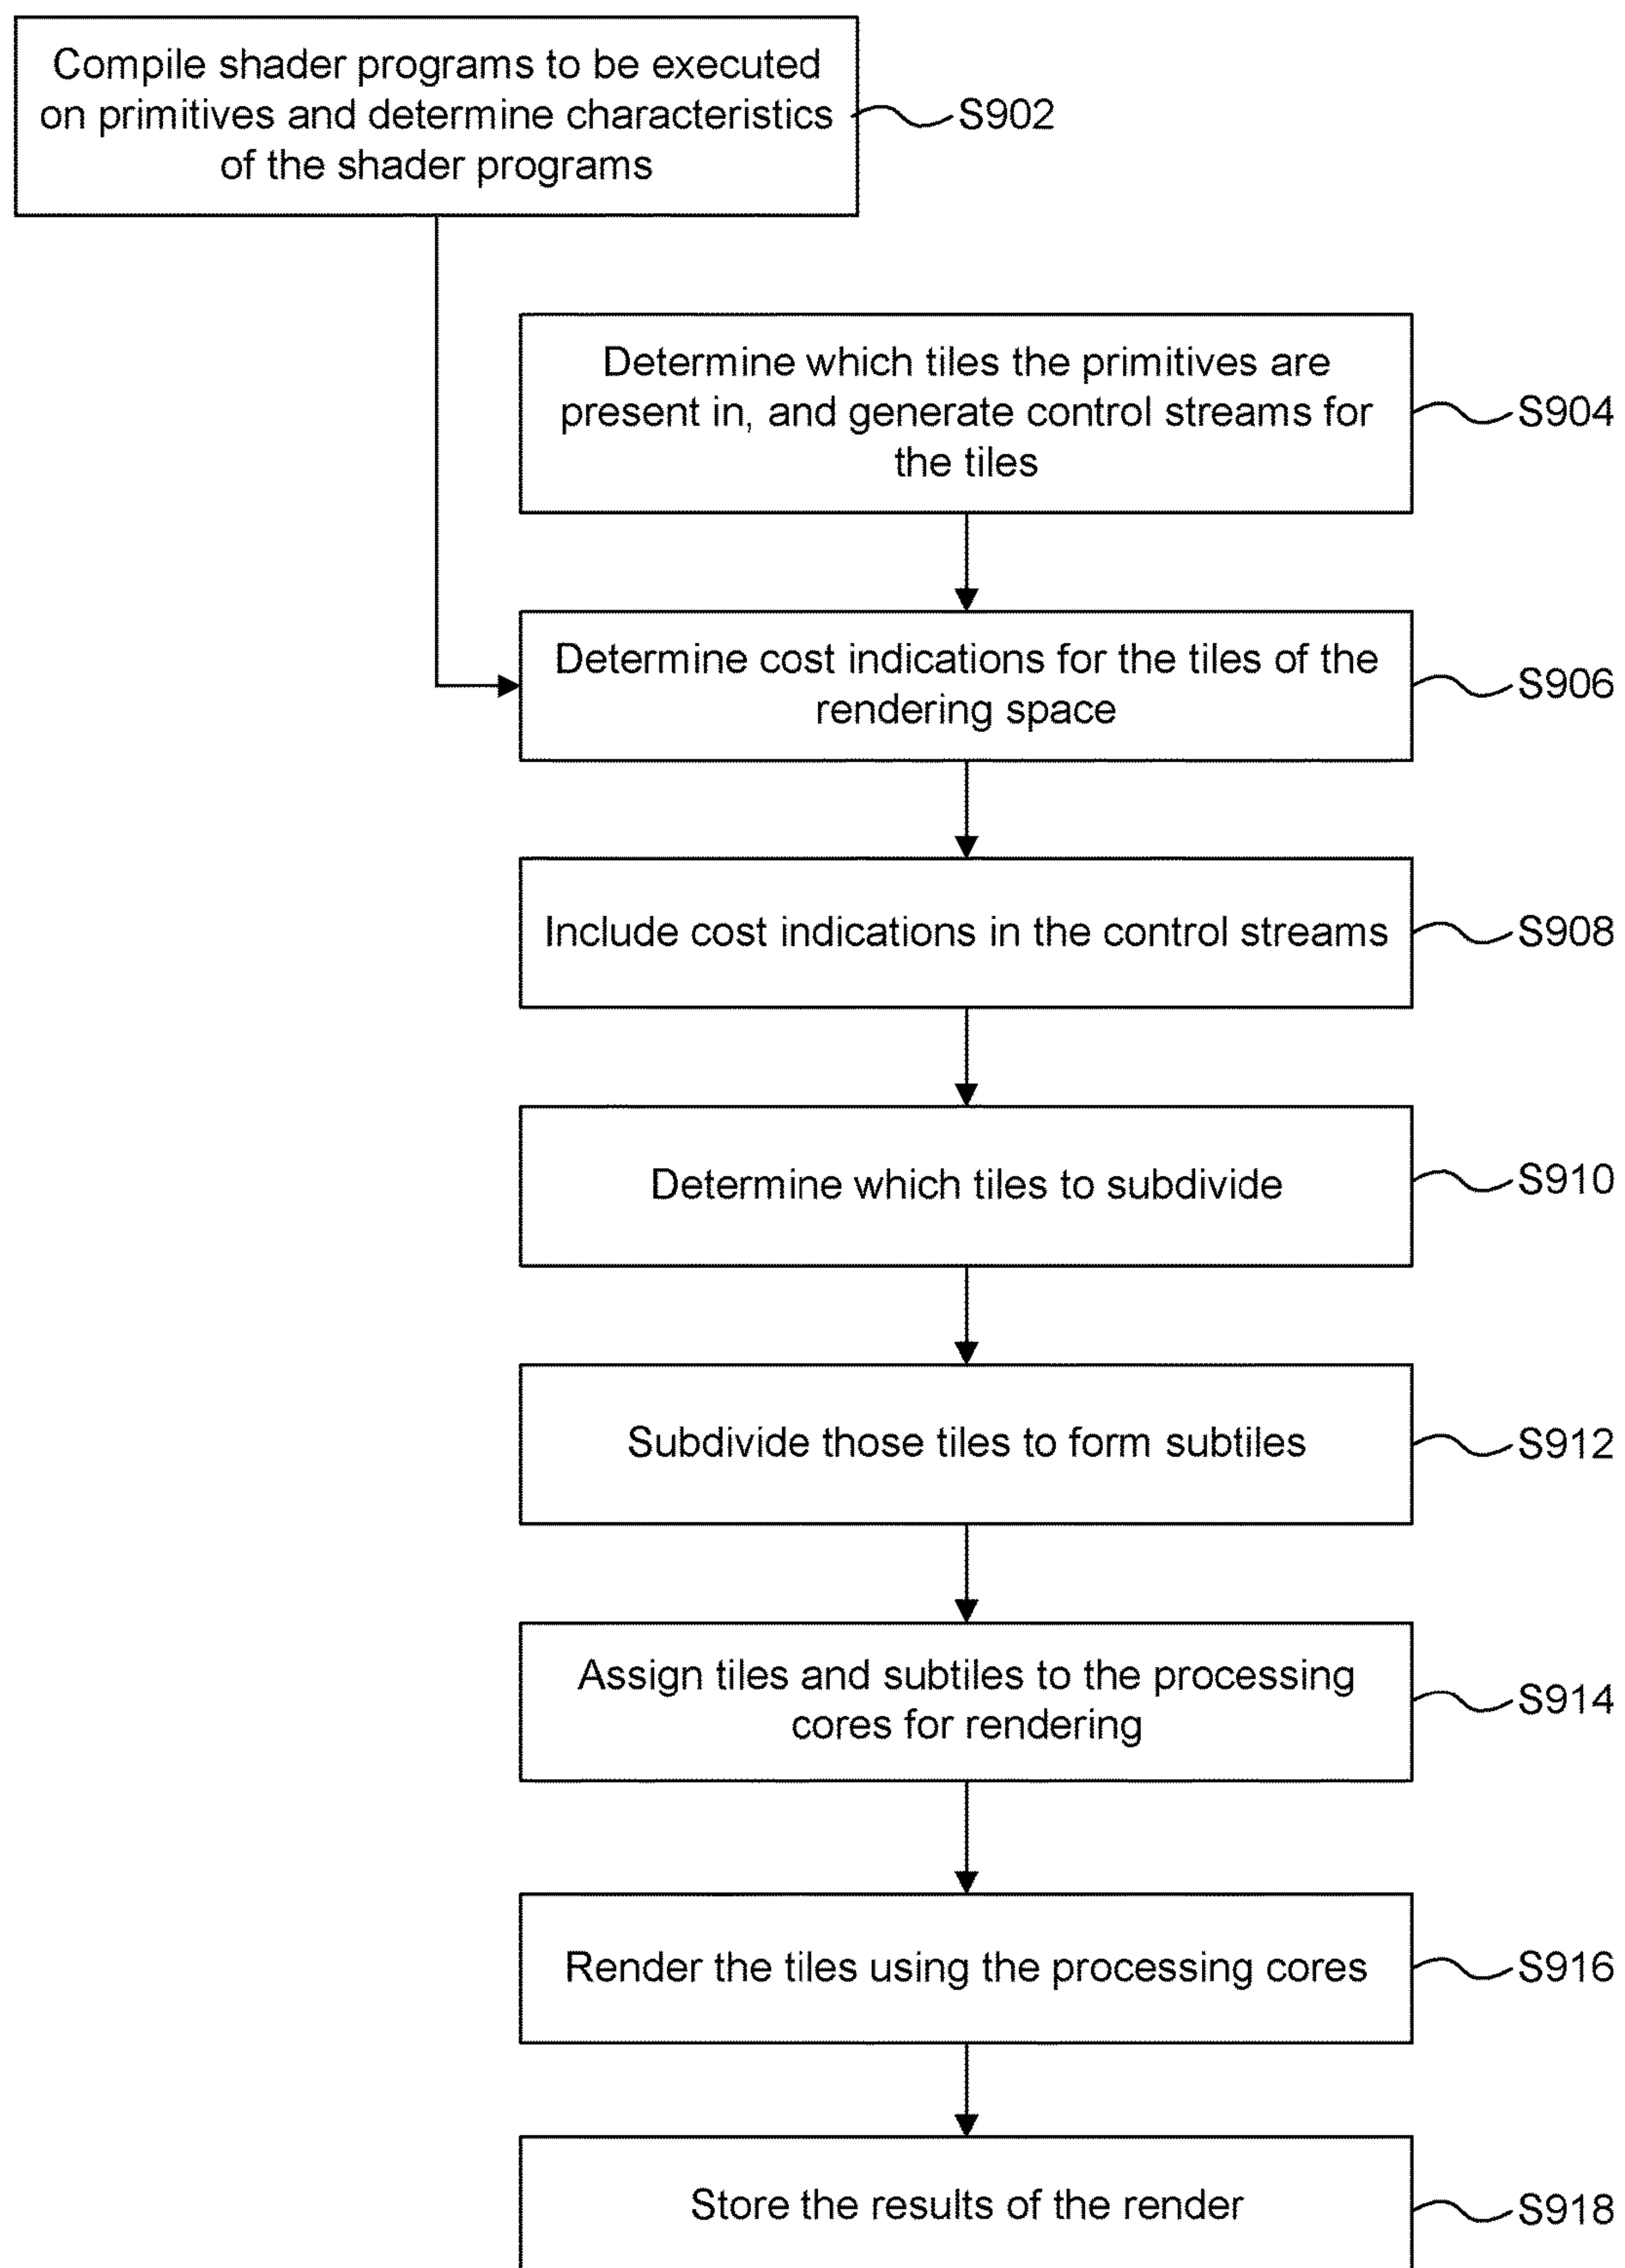 Compile shader programs to be executed
on primitives and determine characteristics
of the shader programs
S902
Determine which tiles the primitives are
present in, and generate control streams for
the tiles
S904
Determine cost indications for the tiles of the
rendering space
S906
Include cost indications in the control streams
S908
Determine which tiles to subdivide
S910
Subdivide those tiles to form subtiles
S912
Assign tiles and subtiles to the processing
cores for rendering
S914
Render the tiles using the processing cores
S916
Store the results of the render
S918